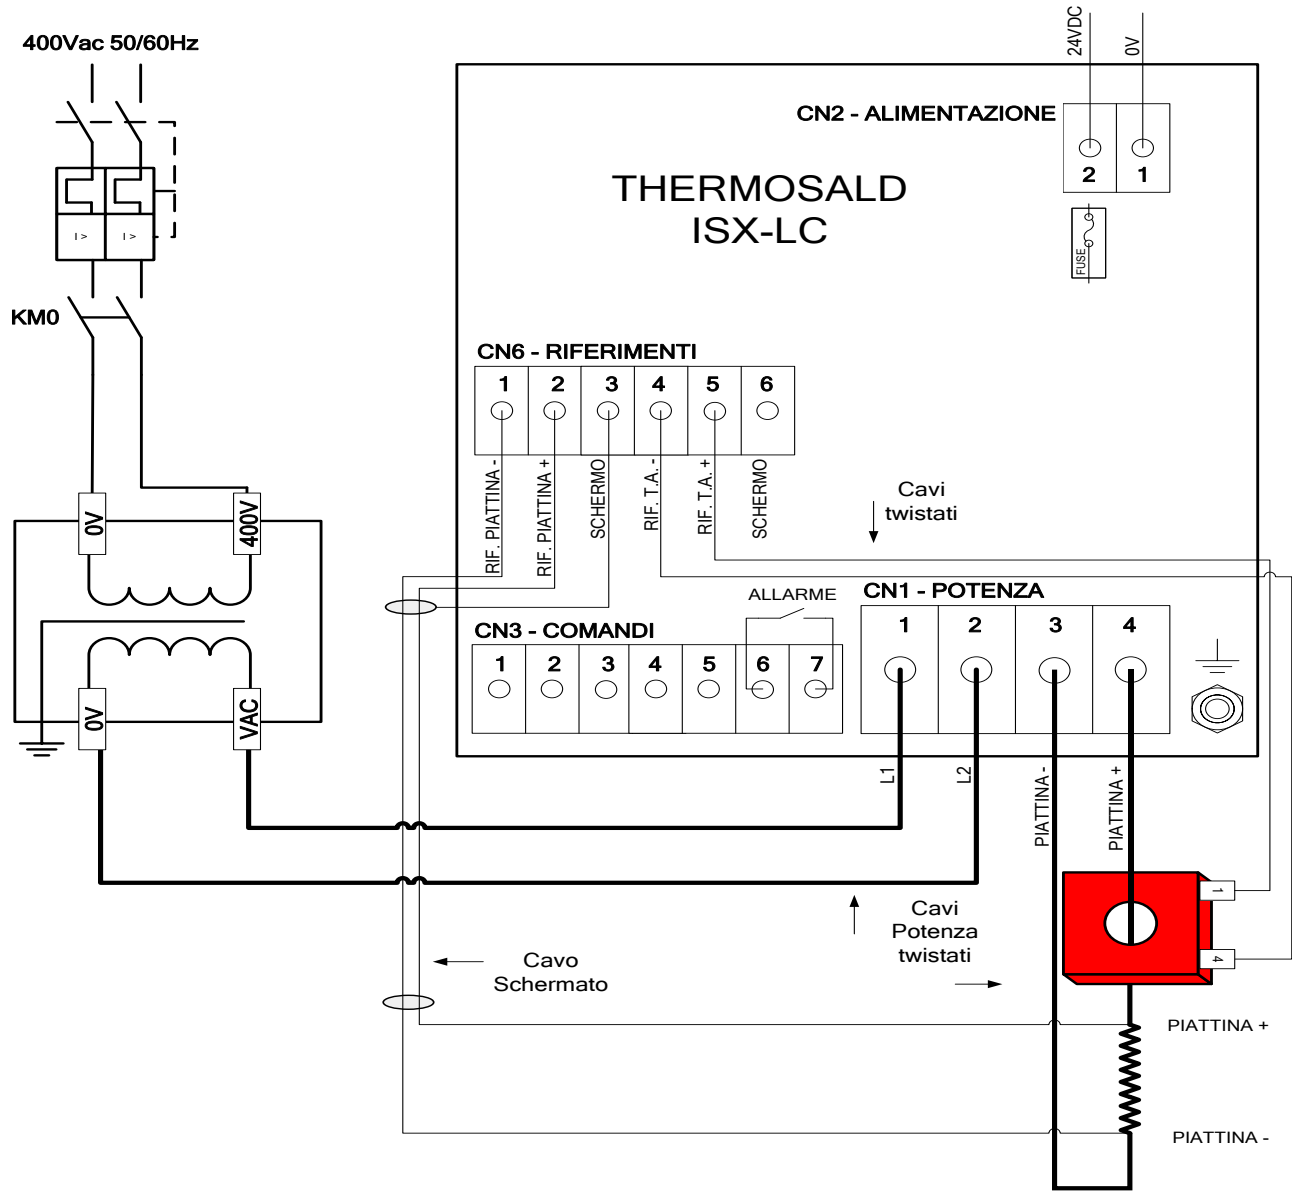 400Vac 50/60Hz
24VDC
0V
CN2 - ALIMENTAZIONE
2
1
THERMOSALD
ISX-LC
FUSE
I >
I >
KM0
CN6 - RIFERIMENTI
1
2
3
4
5
6
RIF. PIATTINA -
RIF. PIATTINA +
SCHERMO
RIF. T.A. -
RIF. T.A. +
SCHERMO
Cavi
twistati
0V
400V
ALLARME
CN1 - POTENZA
1
2
3
4
CN3 - COMANDI
1
2
3
4
5
6
7
0V
VAC
L1
L2
PIATTINA -
PIATTINA +
1
4
Cavi
Potenza
twistati
Cavo
Schermato
PIATTINA +
PIATTINA -